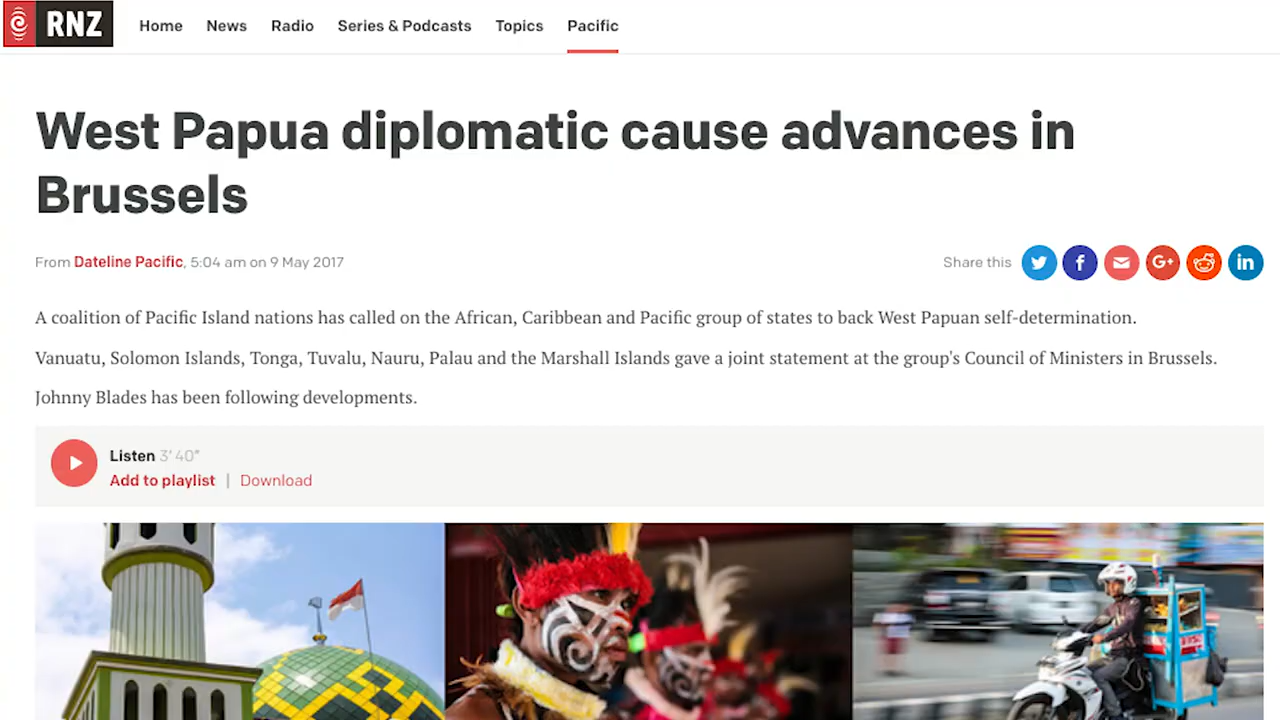 RNZ Home News Radio Series & Podcasts Topics Pacific
West Papua diplomatic cause advances in
Brussels
From Dateline Pacific, 5:04 am on 9 May 2017
Share this
A coalition of Pacific Island nations has called on the African, Caribbean and Pacific group of states to back West Papuan self-determination.
Vanuatu, Solomon Islands, Tonga, Tuvalu, Nauru, Palau and the Marshall Islands gave a joint statement at the group's Council of Ministers in Brussels.
Johnny Blades has been following developments.
Listen 3′ 40″
Add to playlist | Download